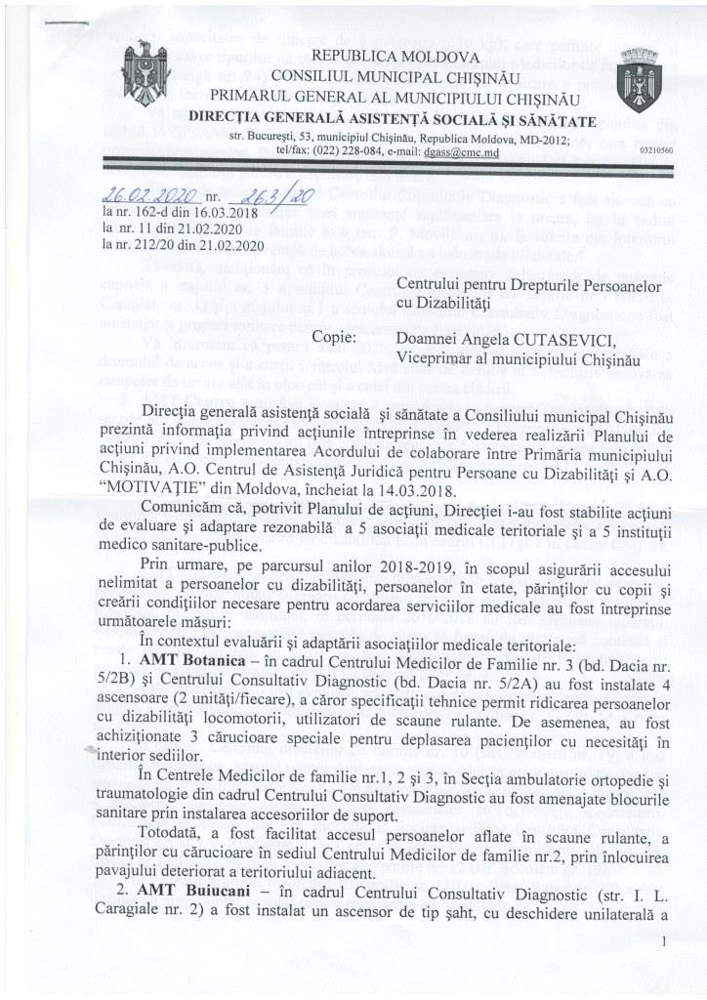 REPUBLICA MOLDOVA
CONSILIUL MUNICIPAL CHIȘINĂU
PRIMARUL GENERAL AL MUNICIPIULUI CHIȘINĂU
DIRECȚIA GENERALĂ ASISTENȚĂ SOCIALĂ ȘI SĂNĂTATE
str. București, 53, municipiul Chișinău, Republica Moldova, MD-2012;
tel/fax: (022) 228-084, e-mail: dgass@cmc.md
03210560
26.02.2020 nr. 263/20
la nr. 162-d din 16.03.2018
la nr. 11 din 21.02.2020
la nr. 212/20 din 21.02.2020
Centrului pentru Drepturile Persoanelor
cu Dizabilităţi
Copie: Doamnei Angela CUTASEVICI,
Viceprimar al municipiului Chişinău
Direcţia generală asistenţă socială şi sănătate a Consiliului municipal Chişinău
prezintă informaţia privind acţiunile întreprinse în vederea realizării Planului de
acţiuni privind implementarea Acordului de colaborare între Primăria municipiului
Chişinău, A.O. Centrul de Asistenţă Juridică pentru Persoane cu Dizabilităţi şi A.O.
“MOTIVAŢIE” din Moldova, încheiat la 14.03.2018.
Comunicăm că, potrivit Planului de acţiuni, Direcţiei i-au fost stabilite acţiuni
de evaluare şi adaptare rezonabilă a 5 asociaţii medicale teritoriale şi a 5 instituţii
medico sanitare-publice.
Prin urmare, pe parcursul anilor 2018-2019, în scopul asigurării accesului
nelimitat a persoanelor cu dizabilităţi, persoanelor în etate, părinţilor cu copii şi
creării condiţiilor necesare pentru acordarea serviciilor medicale au fost întreprinse
următoarele măsuri:
În contextul evaluării şi adaptării asociaţiilor medicale teritoriale:
1. AMT Botanica – în cadrul Centrului Medicilor de Familie nr. 3 (bd. Dacia nr.
5/2B) şi Centrului Consultativ Diagnostic (bd. Dacia nr. 5/2A) au fost instalate 4
ascensoare (2 unităţi/fiecare), a căror specificaţii tehnice permit ridicarea persoanelor
cu dizabilităţi locomotorii, utilizatori de scaune rulante. De asemenea, au fost
achiziţionate 3 cărucioare speciale pentru deplasarea pacienţilor cu necesităţi în
interior sediilor.
În Centrele Medicilor de familie nr.1, 2 şi 3, în Secţia ambulatorie ortopedie şi
traumatologie din cadrul Centrului Consultativ Diagnostic au fost amenajate blocurile
sanitare prin instalarea accesoriilor de suport.
Totodată, a fost facilitat accesul persoanelor aflate în scaune rulante, a
părinţilor cu cărucioare în sediul Centrului Medicilor de familie nr.2, prin înlocuirea
pavajului deteriorat a teritoriului adiacent.
2. AMT Buiucani – în cadrul Centrului Consultativ Diagnostic (str. I. L.
Caragiale nr. 2) a fost instalat un ascensor de tip şaht, cu deschidere unilaterală a
1